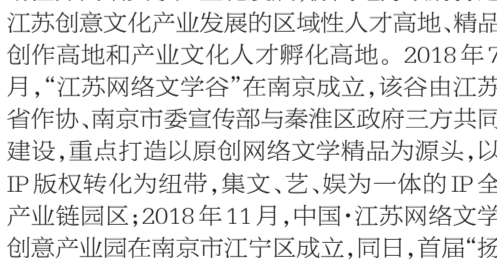 江苏创意文化产业发展的区域性人才高地、精品
创作高地和产业文化人才孵化高地。2018年7
月，“江苏网络文学谷”在南京成立，该谷由江苏
省作协、南京市委宣传部与秦淮区政府三方共同
建设，重点打造以原创网络文学精品为源头，以
IP版权转化为纽带，集文、艺、娱为一体的IP全
产业链园区；2018年11月，中国·江苏网络文学
创意产业园在南京市江宁区成立，同日，首届“扬